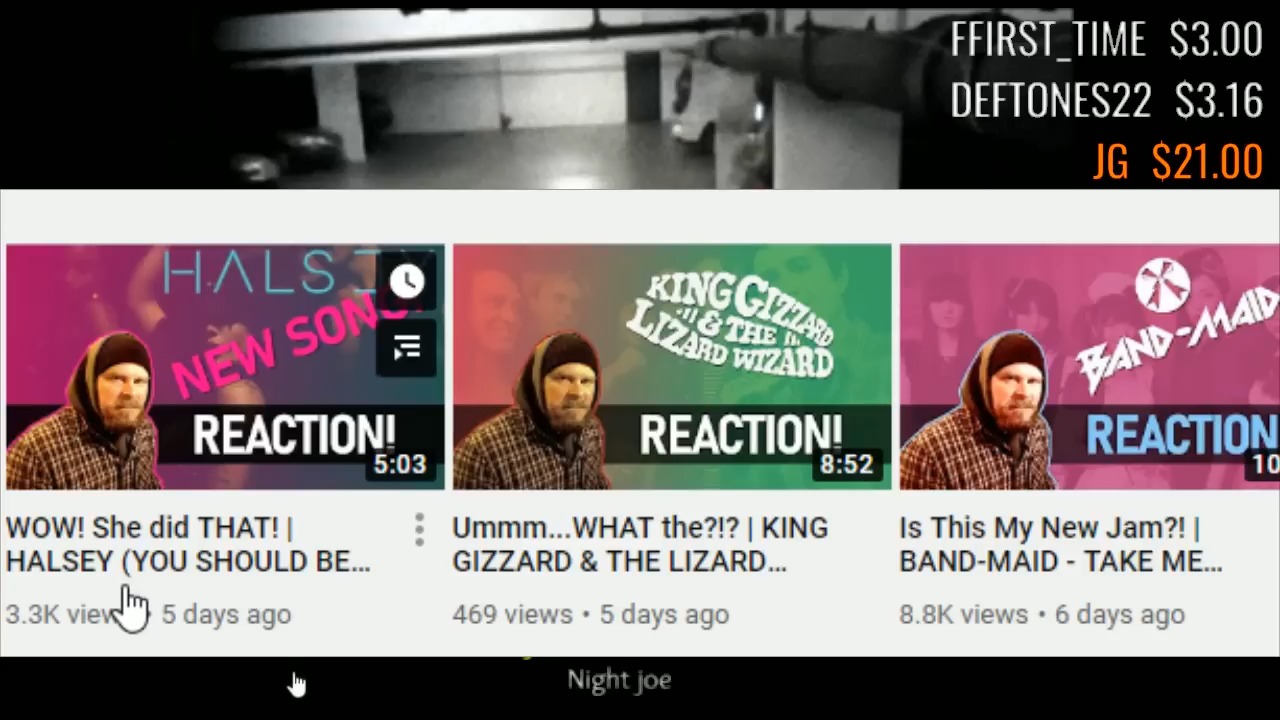 FFIRST_TIME $3.00
DEFTONES22 $3.16
JG $21.00
HALS
NEW SONG
REACTION!
5:03
KING GIZZARD
& THE
LIZARD WIZARD
REACTION!
8:52
BAND-MAID
REACTION
10
WOW! She did THAT! |
HALSEY (YOU SHOULD BE...
3.3K view • 5 days ago
Ummm...WHAT the?!? | KING
GIZZARD & THE LIZARD...
469 views • 5 days ago
Is This My New Jam?! |
BAND-MAID - TAKE ME...
8.8K views • 6 days ago
Night joe